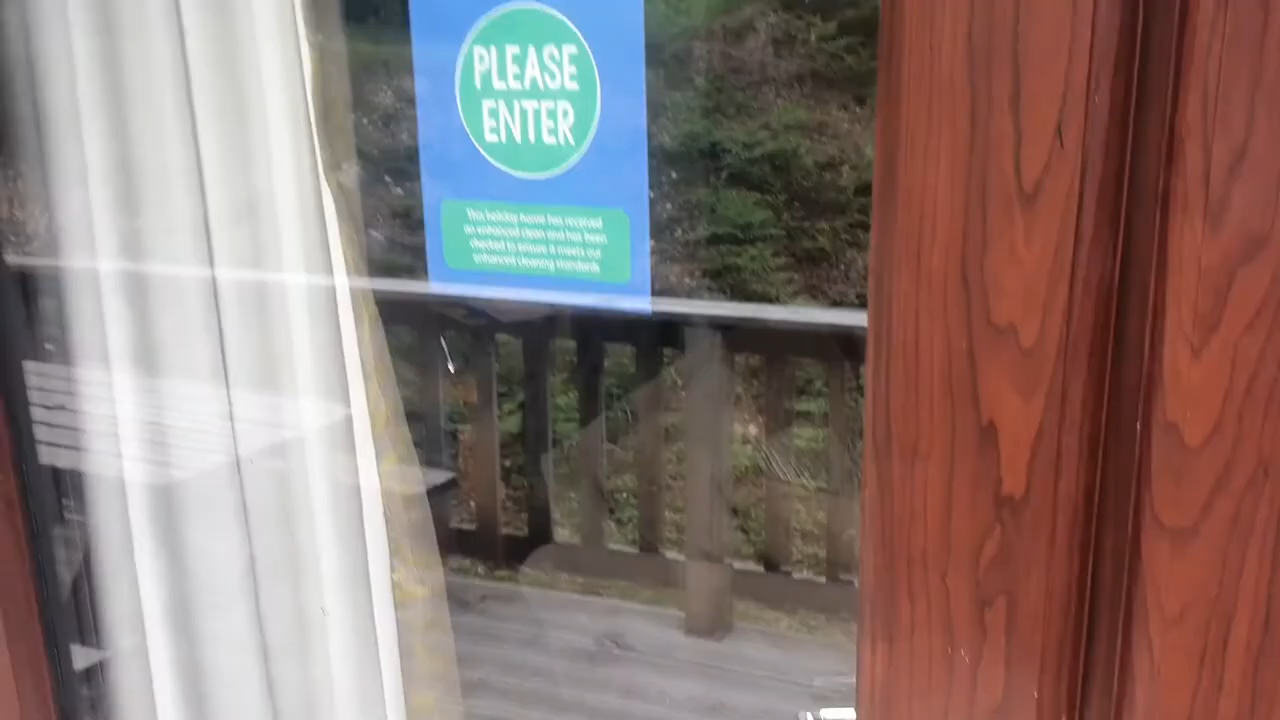 PLEASE
ENTER
This holiday home has received
an enhanced clean and has been
checked to ensure it meets our
enhanced cleaning standards